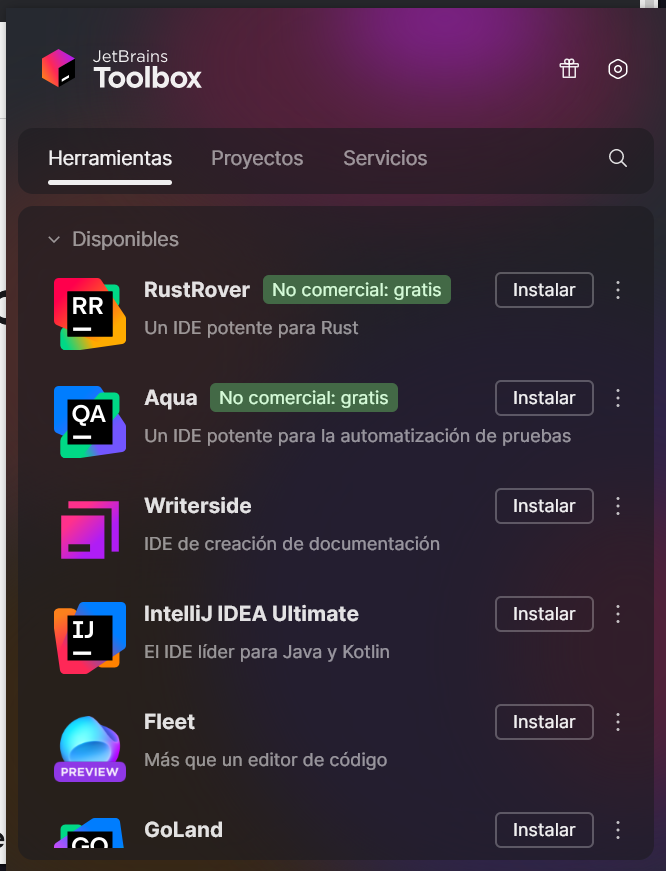 JetBrains
Toolbox
Herramientas Proyectos Servicios
Disponibles
RR
RustRover No comercial: gratis Instalar
Un IDE potente para Rust
QA
Aqua No comercial: gratis Instalar
Un IDE potente para la automatización de pruebas
Writerside Instalar
IDE de creación de documentación
IJ
IntelliJ IDEA Ultimate Instalar
El IDE líder para Java y Kotlin
Fleet Instalar
Más que un editor de código
PREVIEW
GoLand Instalar
GO